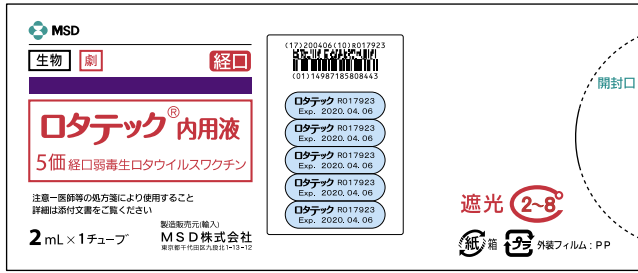 MSD
生物 劇 経口
ロタテック®内用液
5価経口弱毒生ロタウイルスワクチン
注意－医師等の処方箋により使用すること
詳細は添付文書をご覧ください
2mL×1チューブ
製造販売元(輸入)
MSD株式会社
東京都千代田区九段北1-13-12
(17)200406(10)R017923
(01)14987185808443
ロタテック R017923
Exp. 2020.04.06
ロタテック R017923
Exp. 2020.04.06
ロタテック R017923
Exp. 2020.04.06
ロタテック R017923
Exp. 2020.04.06
ロタテック R017923
Exp. 2020.04.06
開封口
遮光 2~8°
紙 箱 プラ 外装フィルム：PP